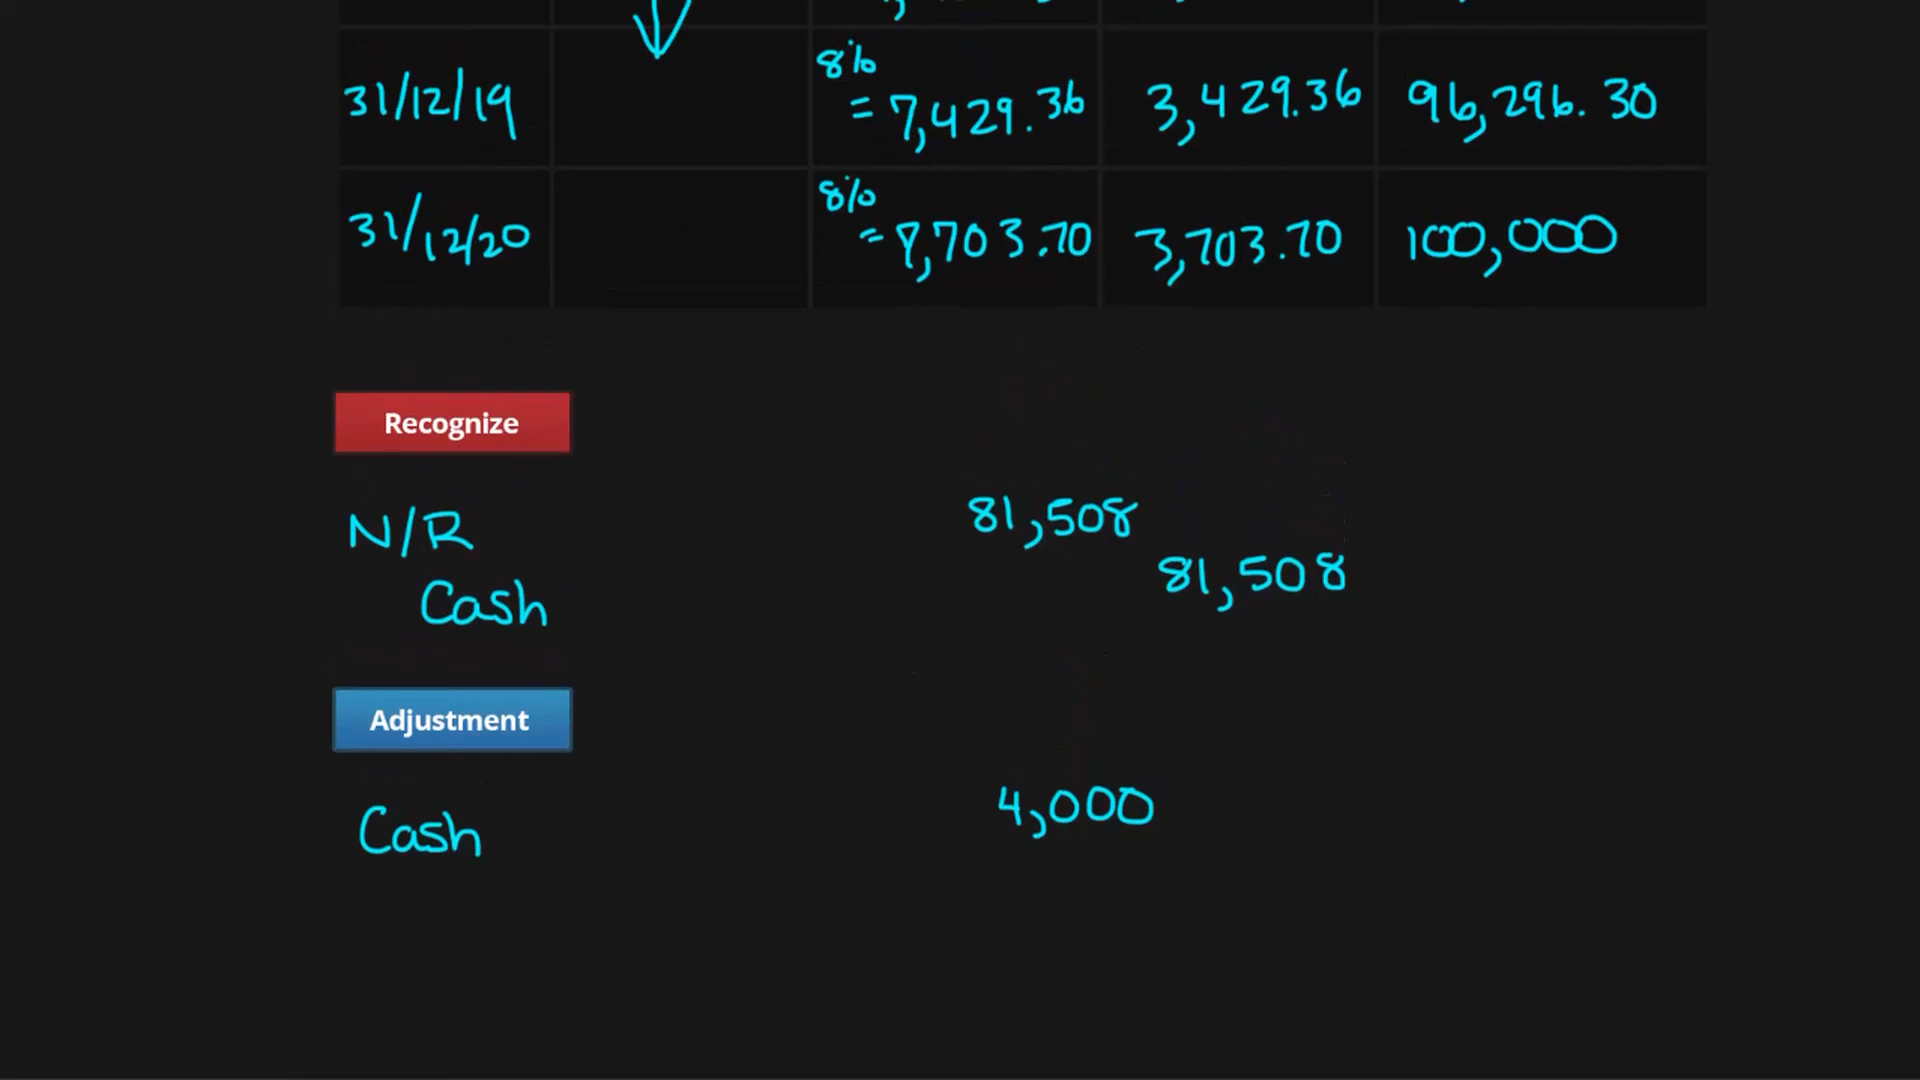 31/12/19 8% = 7,429.36 3,429.36 96,296.30
31/12/20 8% = 7,703.70 3,703.70 100,000
Recognize
N/R 81,508
Cash 81,508
Adjustment
Cash 4,000